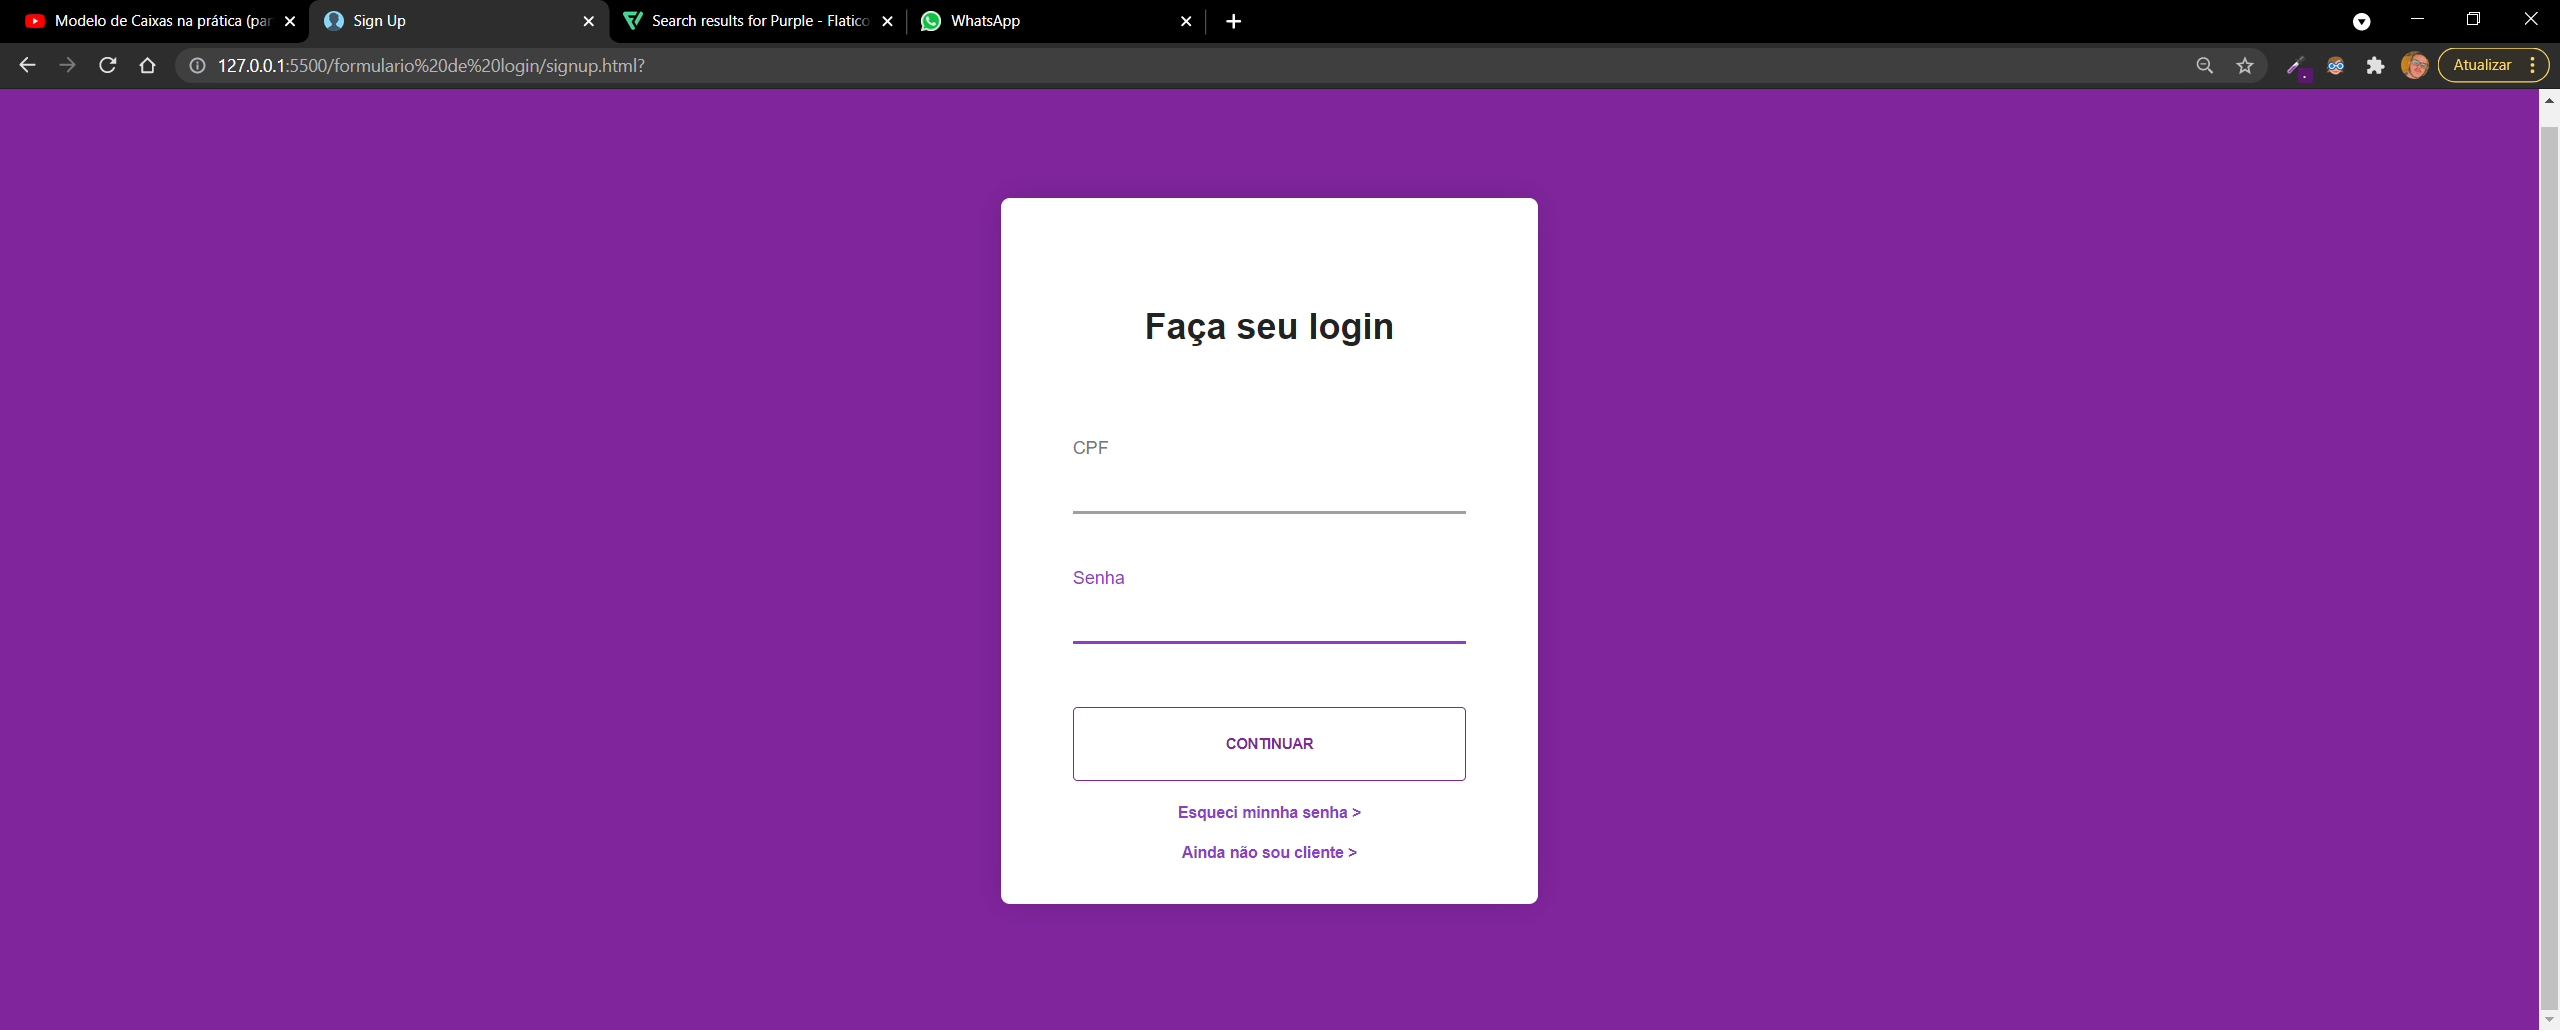 Modelo de Caixas na prática (par
Sign Up
Search results for Purple - Flatico
WhatsApp
127.0.0.1:5500/formulario%20de%20login/signup.html?
Atualizar
Faça seu login
CPF
Senha
CONTINUAR
Esqueci minnha senha >
Ainda não sou cliente >